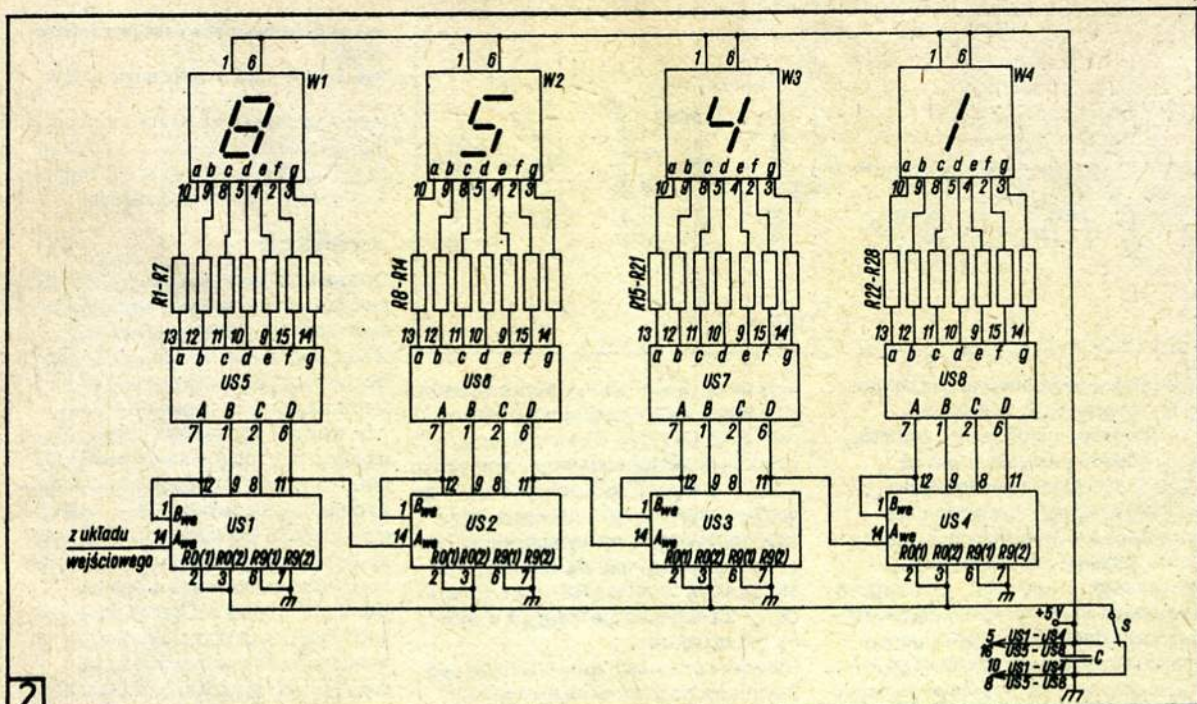 1 6 W1
1 6 W2
1 6 W3
1 6 W4
8 5 4 1
a b c d e f g
a b c d e f g
a b c d e f g
a b c d e f g
10 9 8 5 4 2 3
10 9 8 5 4 2 3
10 9 8 5 4 2 3
10 9 8 5 4 2 3
R1-R7
R8-R14
R15-R21
R22-R28
13 12 11 10 9 15 14
13 12 11 10 9 15 14
13 12 11 10 9 15 14
13 12 11 10 9 15 14
a b c d e f g
a b c d e f g
a b c d e f g
a b c d e f g
US5
US6
US7
US8
A B C D
A B C D
A B C D
A B C D
7 1 2 6
7 1 2 6
7 1 2 6
7 1 2 6
12 9 8 11
12 9 8 11
12 9 8 11
12 9 8 11
z układu
wejściowego
1 Bwe US1
14 Awe
1 Bwe US2
14 Awe
1 Bwe US3
14 Awe
1 Bwe US4
14 Awe
R0(1) R0(2) R9(1) R9(2)
R0(1) R0(2) R9(1) R9(2)
R0(1) R0(2) R9(1) R9(2)
R0(1) R0(2) R9(1) R9(2)
2 3 6 7
2 3 6 7
2 3 6 7
2 3 6 7
+5V
S
5 US1-US4
16 US5-US8
C
10 US1-US4
8 US5-US8
2